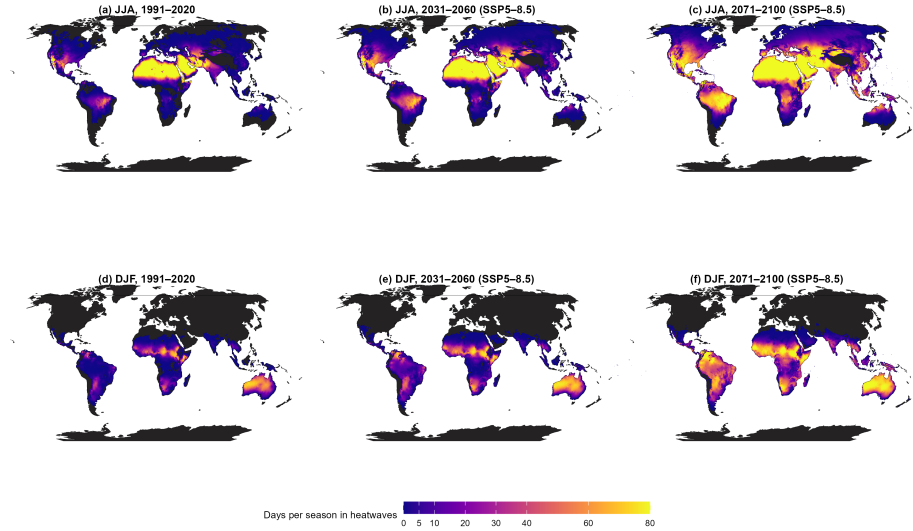 (a) JJA, 1991–2020
(b) JJA, 2031–2060 (SSP5–8.5)
(c) JJA, 2071–2100 (SSP5–8.5)
(d) DJF, 1991–2020
(e) DJF, 2031–2060 (SSP5–8.5)
(f) DJF, 2071–2100 (SSP5–8.5)
Days per season in heatwaves
0 5 10 20 40 60 80